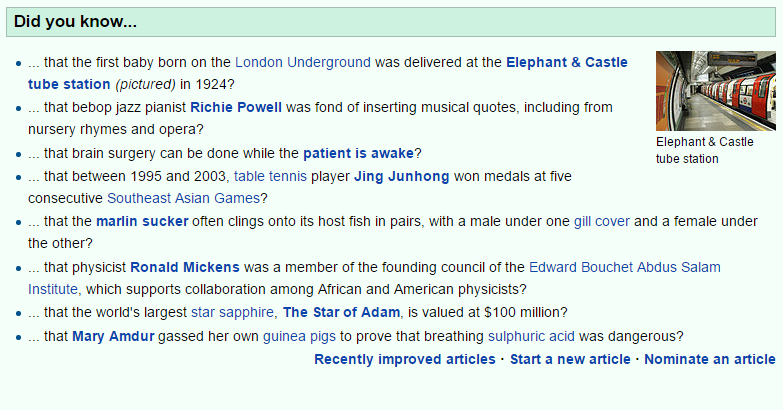 Did you know...
... that the first baby born on the London Underground was delivered at the Elephant & Castle
tube station (pictured) in 1924?
... that bebop jazz pianist Richie Powell was fond of inserting musical quotes, including from
nursery rhymes and opera?
... that brain surgery can be done while the patient is awake?
... that between 1995 and 2003, table tennis player Jing Junhong won medals at five
consecutive Southeast Asian Games?
... that the marlin sucker often clings onto its host fish in pairs, with a male under one gill cover and a female under
the other?
... that physicist Ronald Mickens was a member of the founding council of the Edward Bouchet Abdus Salam
Institute, which supports collaboration among African and American physicists?
... that the world's largest star sapphire, The Star of Adam, is valued at $100 million?
... that Mary Amdur gassed her own guinea pigs to prove that breathing sulphuric acid was dangerous?
Elephant & Castle
tube station
Recently improved articles · Start a new article · Nominate an article